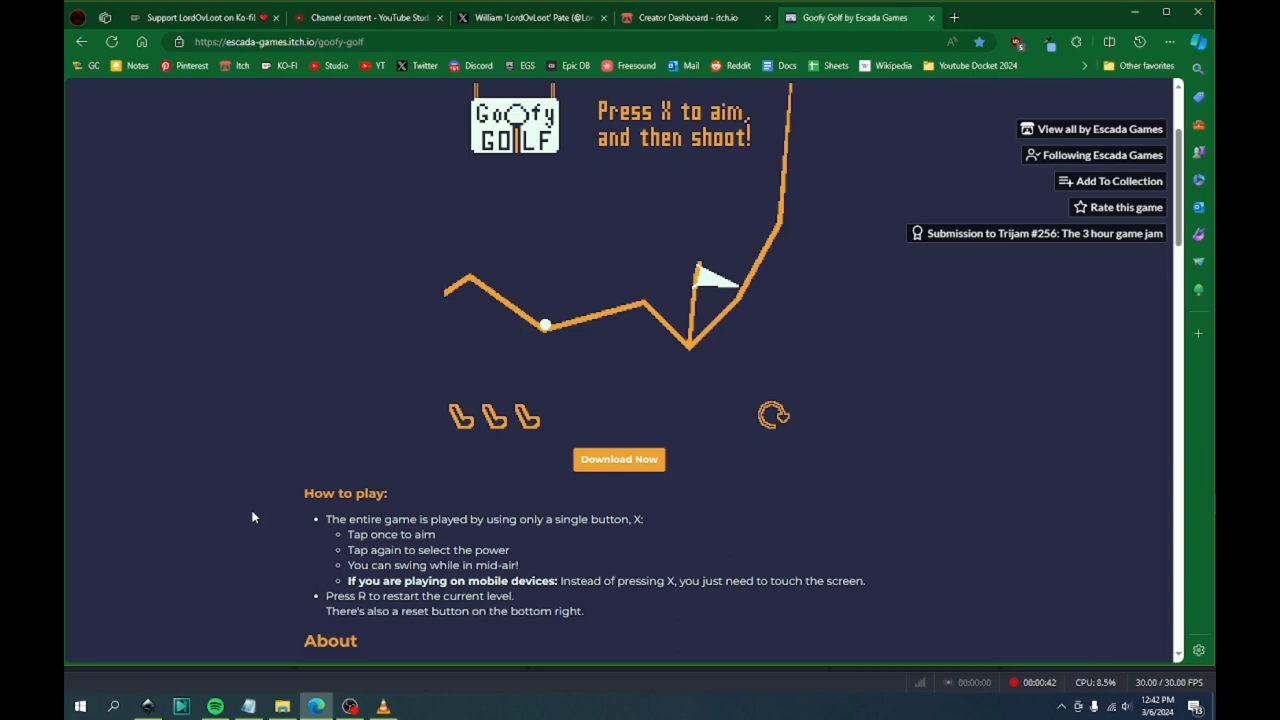 Support LordOvLoot on Ko-fi!
Channel content - YouTube Stud
William 'LordOvLoot' Pate (@Lor
Creator Dashboard - itch.io
Goofy Golf by Escada Games
https://escada-games.itch.io/goofy-golf
GC
Notes
Pinterest
Itch
KO-FI
Studio
YT
Twitter
Discord
EGS
Epic DB
Freesound
Mail
Reddit
Docs
Sheets
Wikipedia
Youtube Docket 2024
Other favorites
Goofy
GOLF
Press X to aim,
and then shoot!
View all by Escada Games
Following Escada Games
Add To Collection
Rate this game
Submission to Trijam #256: The 3 hour game jam
Download Now
How to play:
The entire game is played by using only a single button, X:
Tap once to aim
Tap again to select the power
You can swing while in mid-air!
If you are playing on mobile devices: Instead of pressing X, you just need to touch the screen.
Press R to restart the current level.
There's also a reset button on the bottom right.
About
00:00:00
00:00:42
CPU: 8.5%
30.00 / 30.00 FPS
12:42 PM
3/6/2024